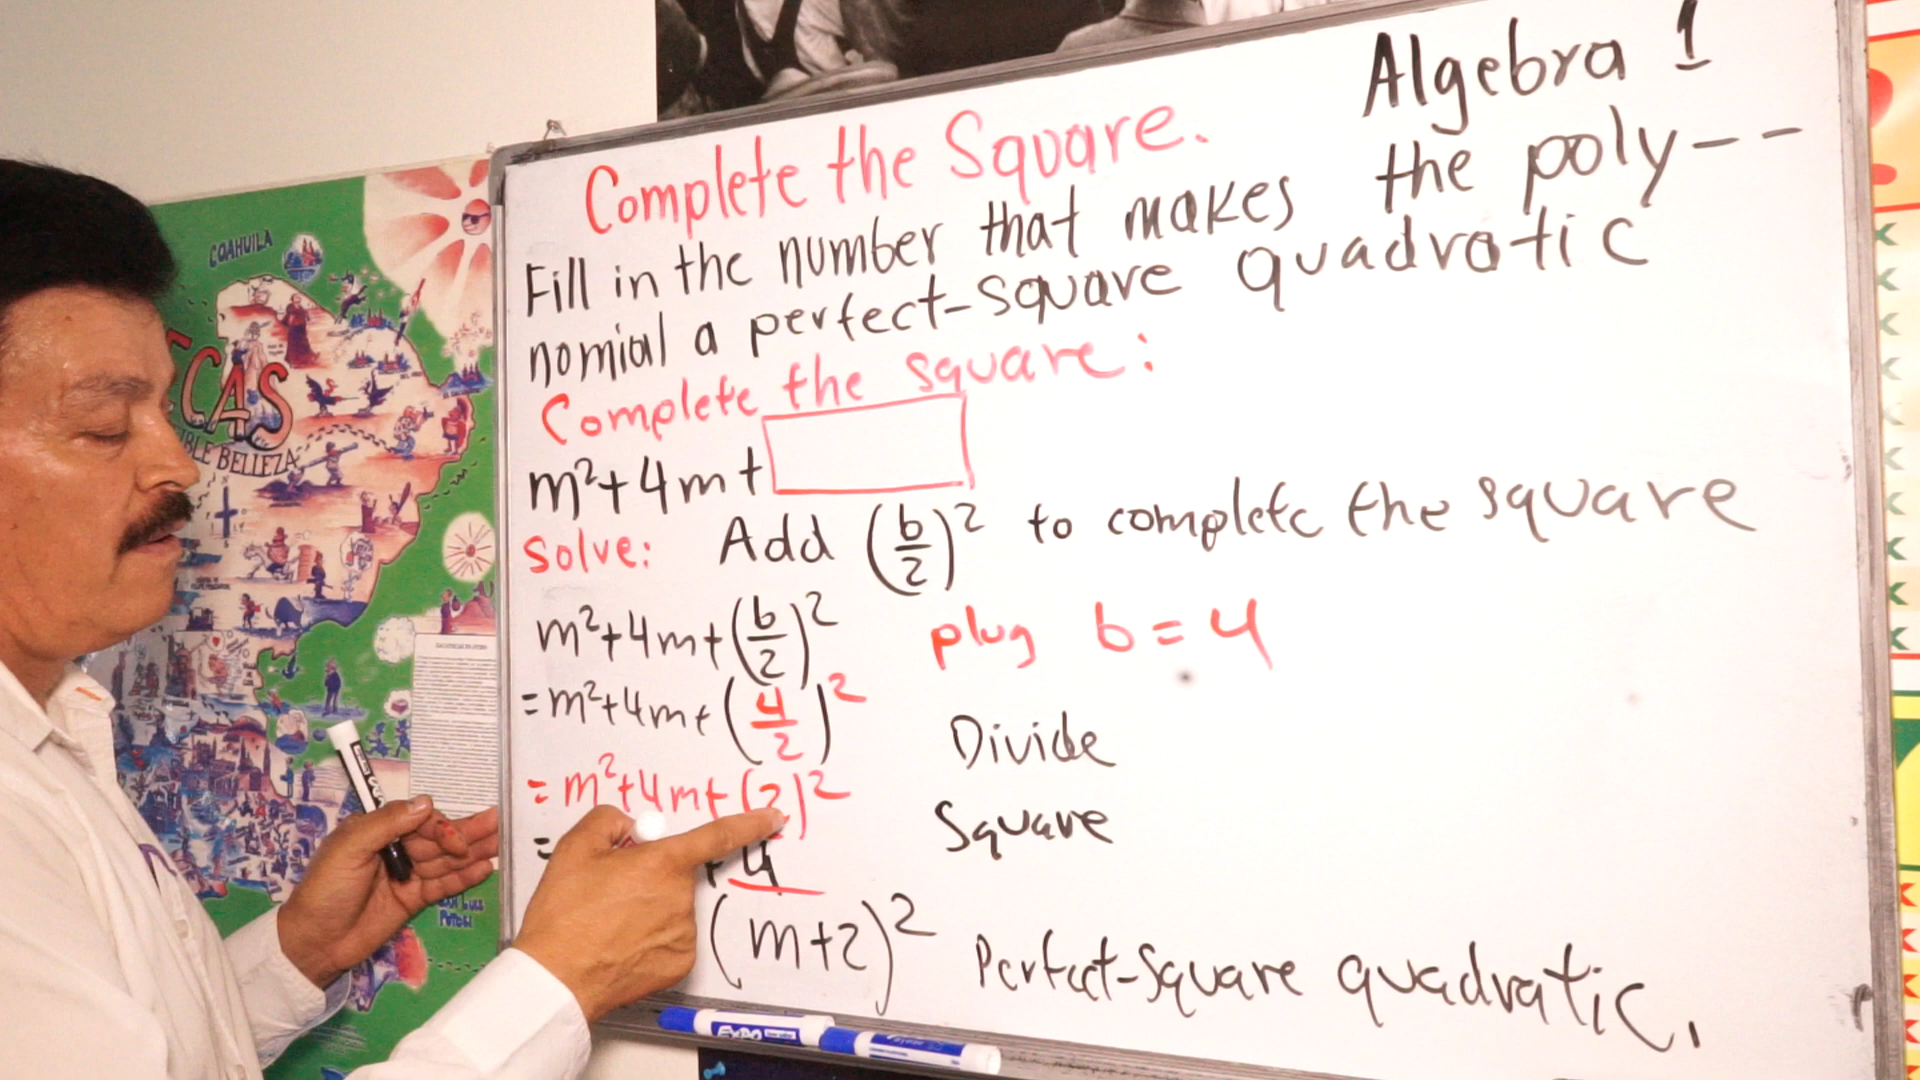 Algebra 1
Complete the Square.
Fill in the number that makes the poly--
nomial a perfect-square quadratic
Complete the square:
m²+4m+
Solve: Add (b/2)² to complete the square
m²+4m+(b/2)² plug b=4
=m²+4m+(4/2)² Divide
=m²+4m+(2)² Square
= +4
(m+2)² Perfect-Square quadratic.
COAHUILA
CAS
IBLE BELLEZA
EXPO